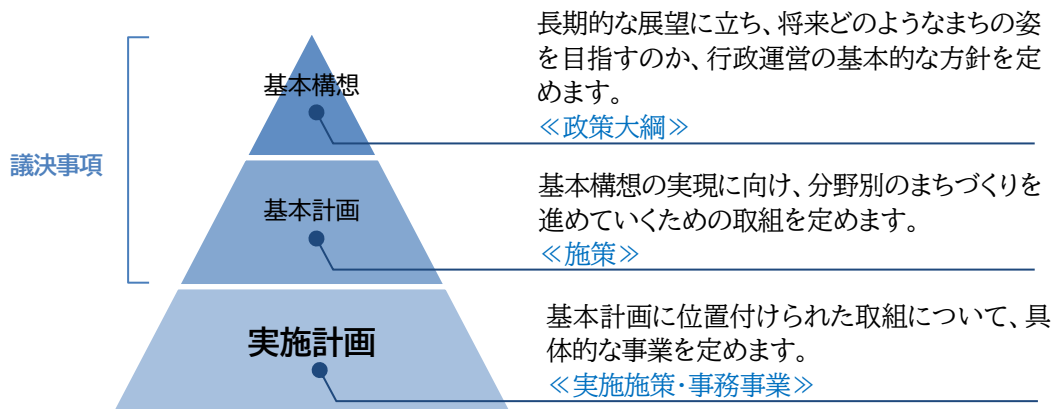 長期的な展望に立ち、将来どのようなまちの姿
を目指すのか、行政運営の基本的な方針を定
めます。
≪政策大綱≫
基本構想
議決事項
基本構想の実現に向け、分野別のまちづくりを
進めていくための取組を定めます。
≪施策≫
基本計画
基本計画に位置付けられた取組について、具
体的な事業を定めます。
≪実施施策・事務事業≫
実施計画